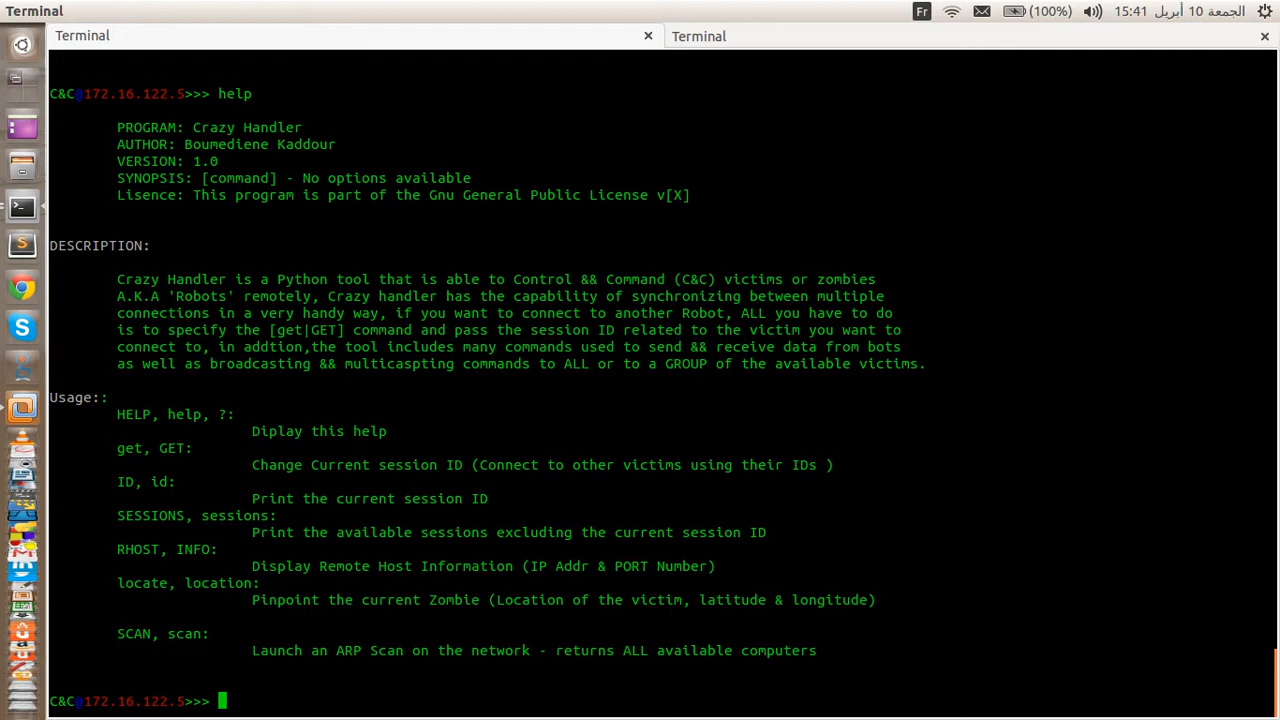 Terminal
Fr
(100%)
15:41 الجمعة 10 أبريل
Terminal
Terminal
C&C@172.16.122.5>>> help
PROGRAM: Crazy Handler
AUTHOR: Boumediene Kaddour
VERSION: 1.0
SYNOPSIS: [command] - No options available
Lisence: This program is part of the Gnu General Public License v[X]
DESCRIPTION:
Crazy Handler is a Python tool that is able to Control && Command (C&C) victims or zombies
A.K.A 'Robots' remotely, Crazy handler has the capability of synchronizing between multiple
connections in a very handy way, if you want to connect to another Robot, ALL you have to do
is to specify the [get|GET] command and pass the session ID related to the victim you want to
connect to, in addtion,the tool includes many commands used to send && receive data from bots
as well as broadcasting && multicaspting commands to ALL or to a GROUP of the available victims.
Usage::
HELP, help, ?:
Diplay this help
get, GET:
Change Current session ID (Connect to other victims using their IDs )
ID, id:
Print the current session ID
SESSIONS, sessions:
Print the available sessions excluding the current session ID
RHOST, INFO:
Display Remote Host Information (IP Addr & PORT Number)
locate, location:
Pinpoint the current Zombie (Location of the victim, latitude & longitude)
SCAN, scan:
Launch an ARP Scan on the network - returns ALL available computers
C&C@172.16.122.5>>>